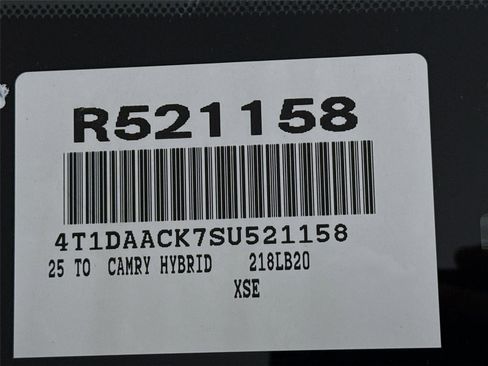 R521158
4T1DAACK7SU521158
25 TO CAMRY HYBRID 218LB20
XSE